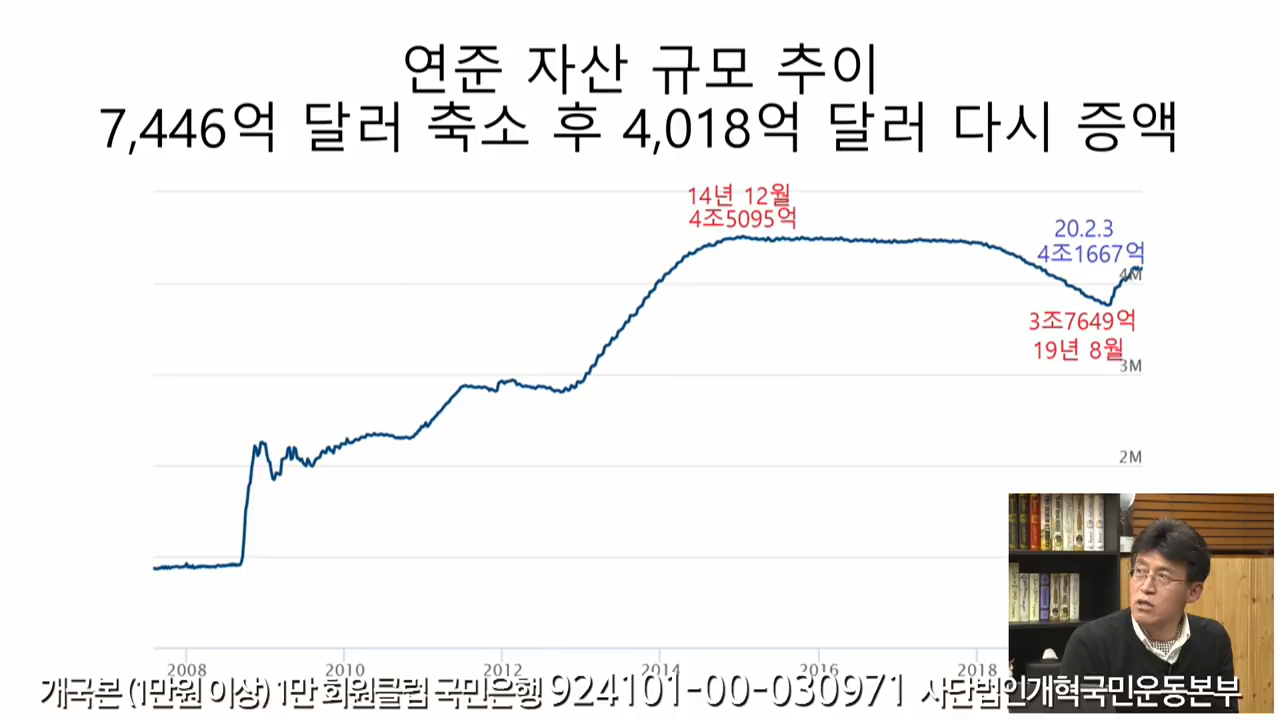 연준 자산 규모 추이
7,446억 달러 축소 후 4,018억 달러 다시 증액
14년 12월
4조5095억
20.2.3
4조1667억
4M
3조7649억
19년 8월
3M
2M
2008 2010 2012 2014 2016 2018
개국본 (1만원 이상) 1만 회원클럽 국민은행 924101-00-030971 사단법인개혁국민운동본부